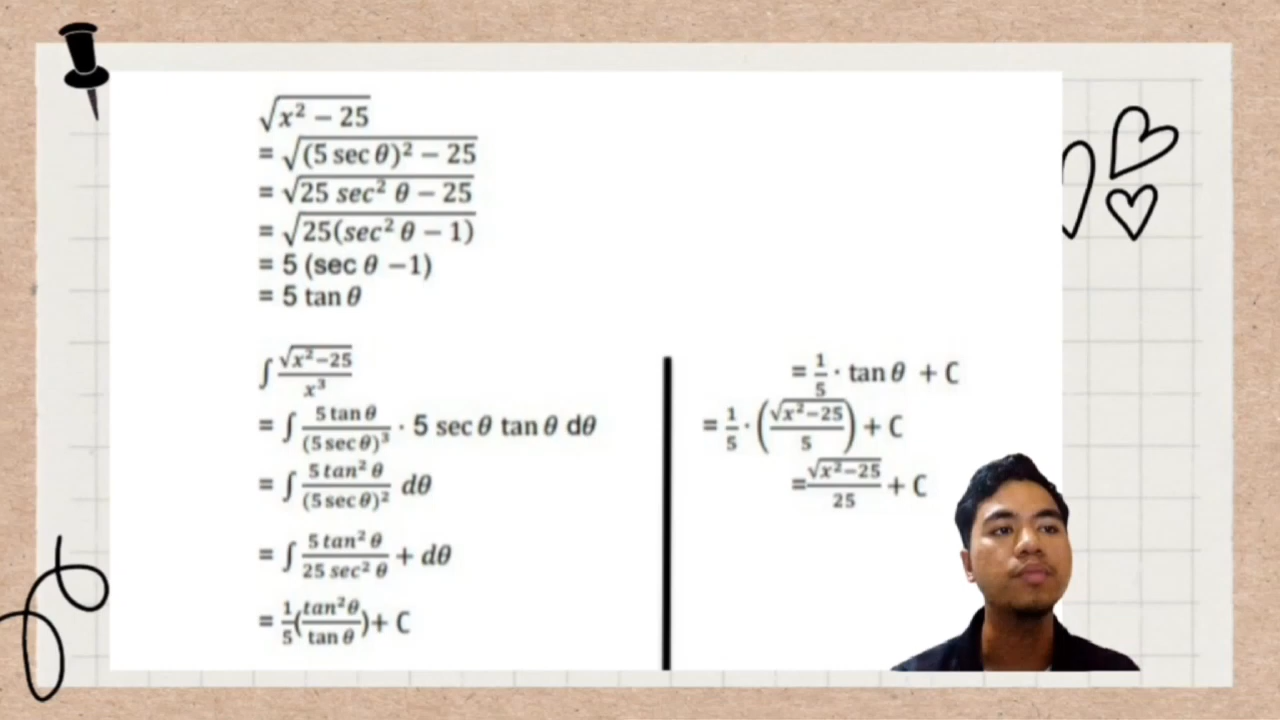 √(x² − 25)
= √((5 sec θ)² − 25)
= √(25 sec² θ − 25)
= √(25(sec² θ − 1))
= 5 (sec θ −1)
= 5 tan θ
∫ √(x²−25)/x³
= ∫ 5 tan θ/(5 sec θ)³ · 5 sec θ tan θ dθ
= ∫ 5 tan² θ/(5 sec θ)² dθ
= ∫ 5 tan² θ/25 sec² θ + dθ
= 1/5(tan²θ/tan θ)+ C
= 1/5 · tan θ + C
= 1/5 · (√(x²−25)/5) + C
=√(x²−25)/25 + C